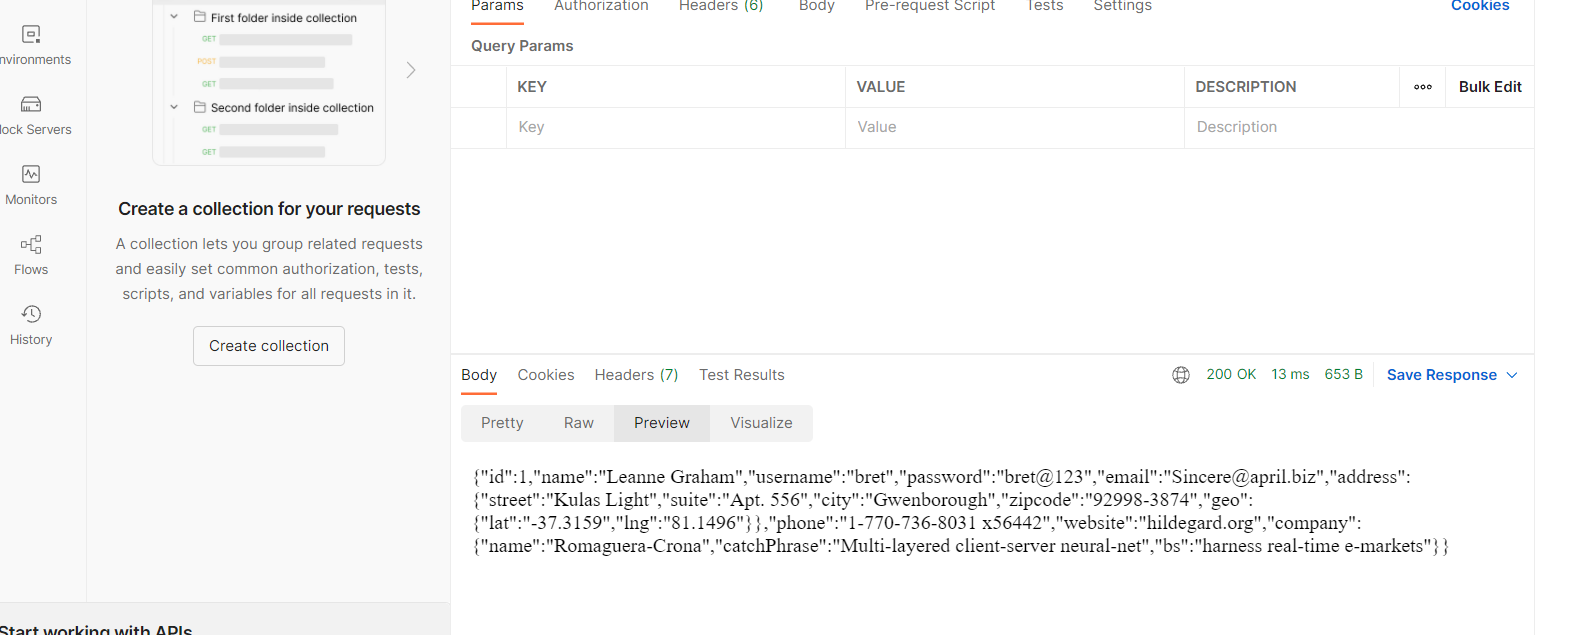 nvironments
ock Servers
Monitors
Flows
History
First folder inside collection
GET
POST
GET
Second folder inside collection
GET
GET
Create a collection for your requests
A collection lets you group related requests
and easily set common authorization, tests,
scripts, and variables for all requests in it.
Create collection
Start working with APIs
Params Authorization Headers (6) Body Pre-request Script Tests Settings Cookies
Query Params
KEY VALUE DESCRIPTION ooo Bulk Edit
Key Value Description
Body Cookies Headers (7) Test Results 200 OK 13 ms 653 B Save Response
Pretty Raw Preview Visualize
{"id":1,"name":"Leanne Graham","username":"bret","password":"bret@123","email":"Sincere@april.biz","address":
{"street":"Kulas Light","suite":"Apt. 556","city":"Gwenborough","zipcode":"92998-3874","geo":
{"lat":"-37.3159","lng":"81.1496"}},"phone":"1-770-736-8031 x56442","website":"hildegard.org","company":
{"name":"Romaguera-Crona","catchPhrase":"Multi-layered client-server neural-net","bs":"harness real-time e-markets"}}